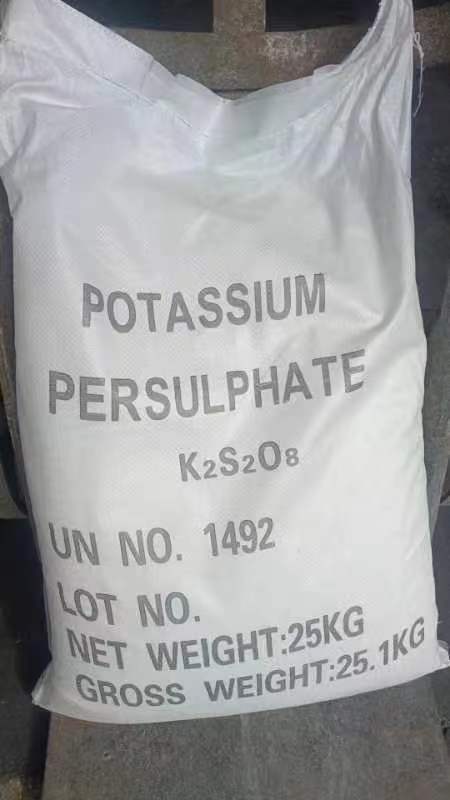 POTASSIUM
PERSULPHATE
K2S2O8
UN NO. 1492
LOT NO.
NET WEIGHT:25KG
GROSS WEIGHT:25.1KG